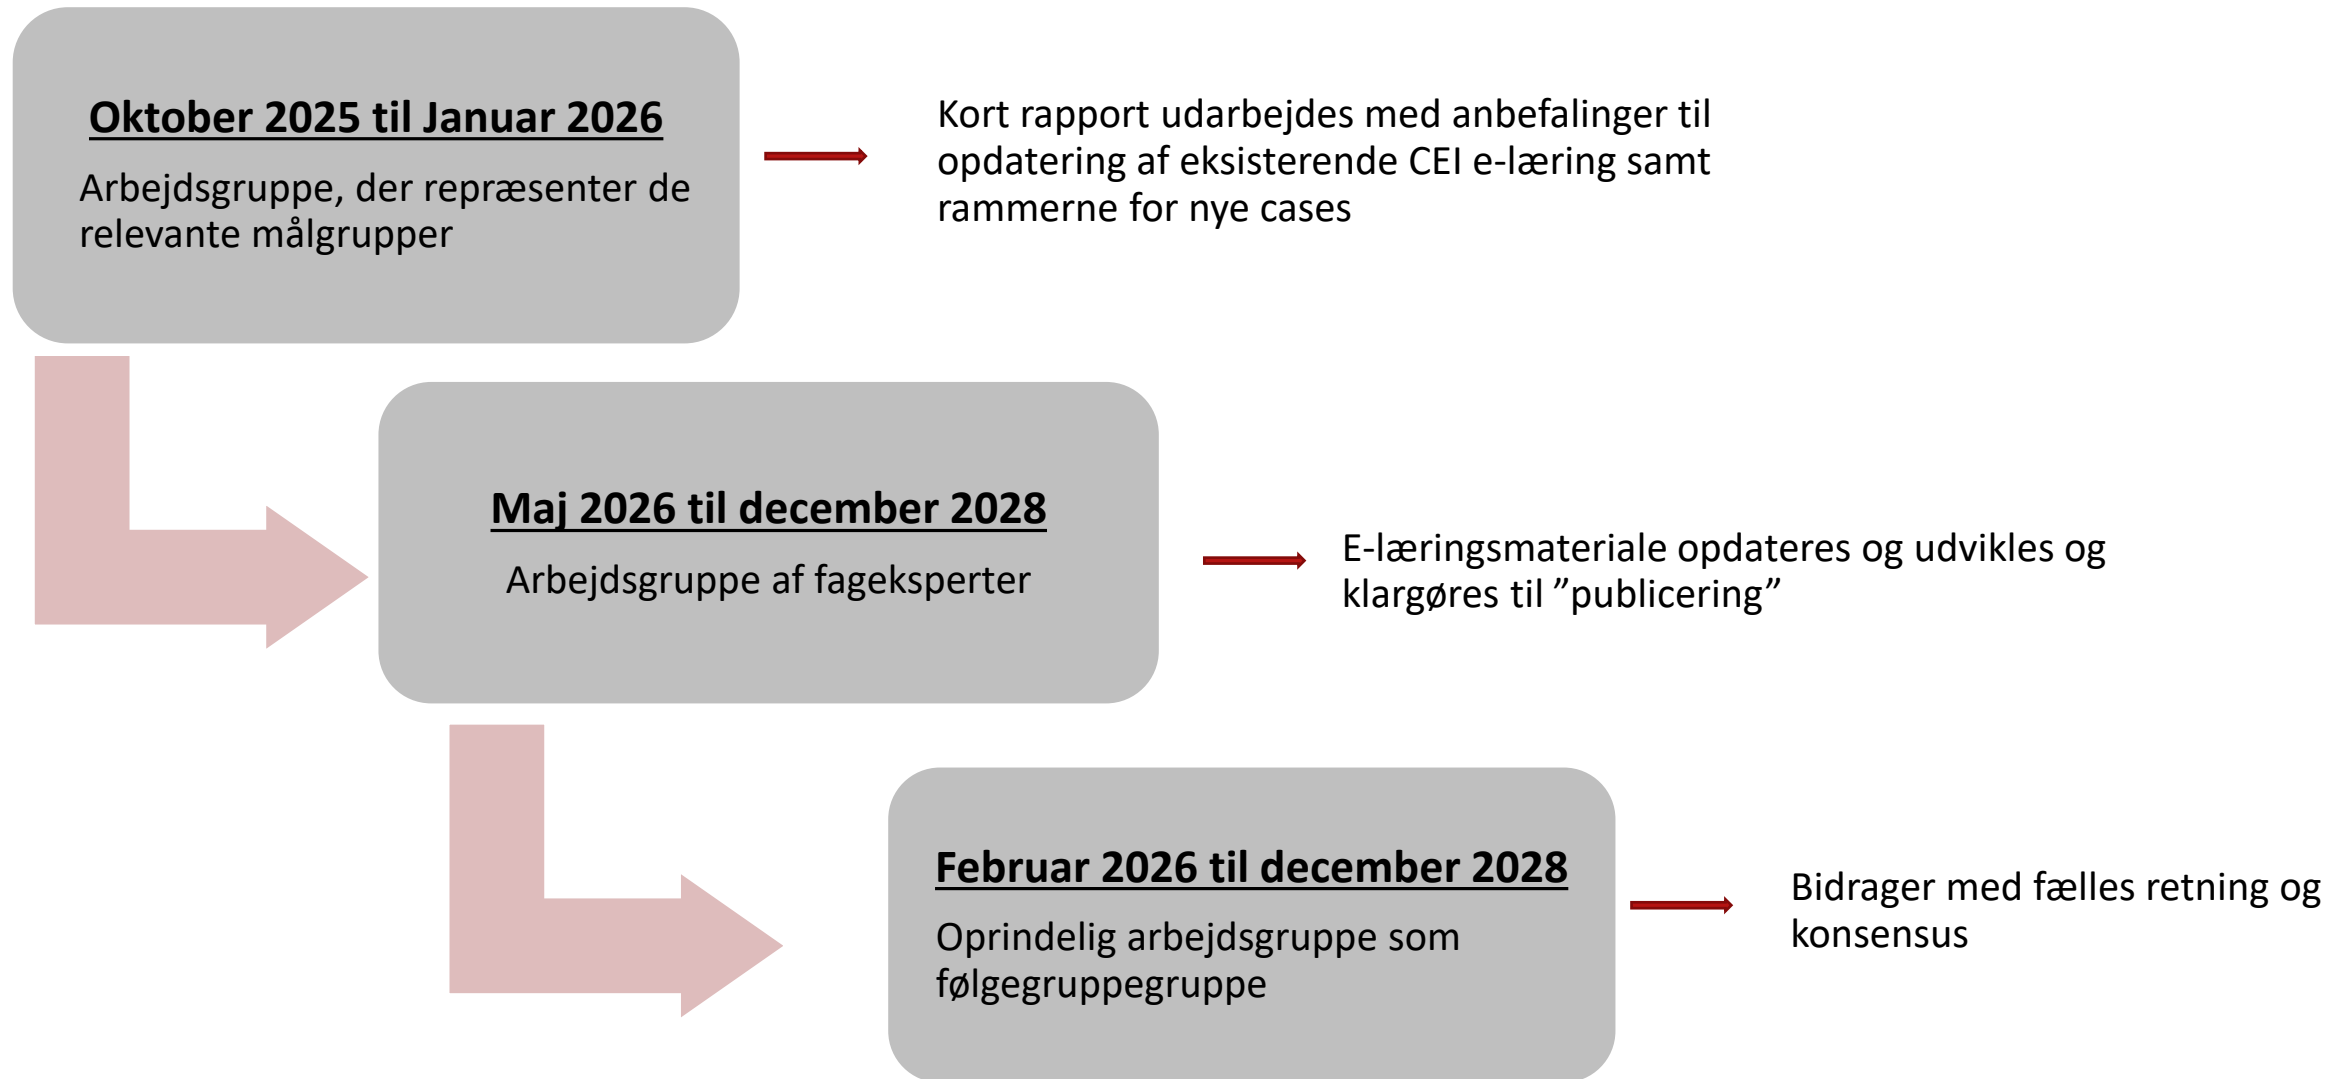 Oktober 2025 til Januar 2026
Arbejdsgruppe, der repræsenter de
relevante målgrupper
Kort rapport udarbejdes med anbefalinger til
opdatering af eksisterende CEI e-læring samt
rammerne for nye cases
Maj 2026 til december 2028
Arbejdsgruppe af fageksperter
E-læringsmateriale opdateres og udvikles og
klargøres til ”publicering”
Februar 2026 til december 2028
Oprindelig arbejdsgruppe som
følgegruppegruppe
Bidrager med fælles retning og
konsensus